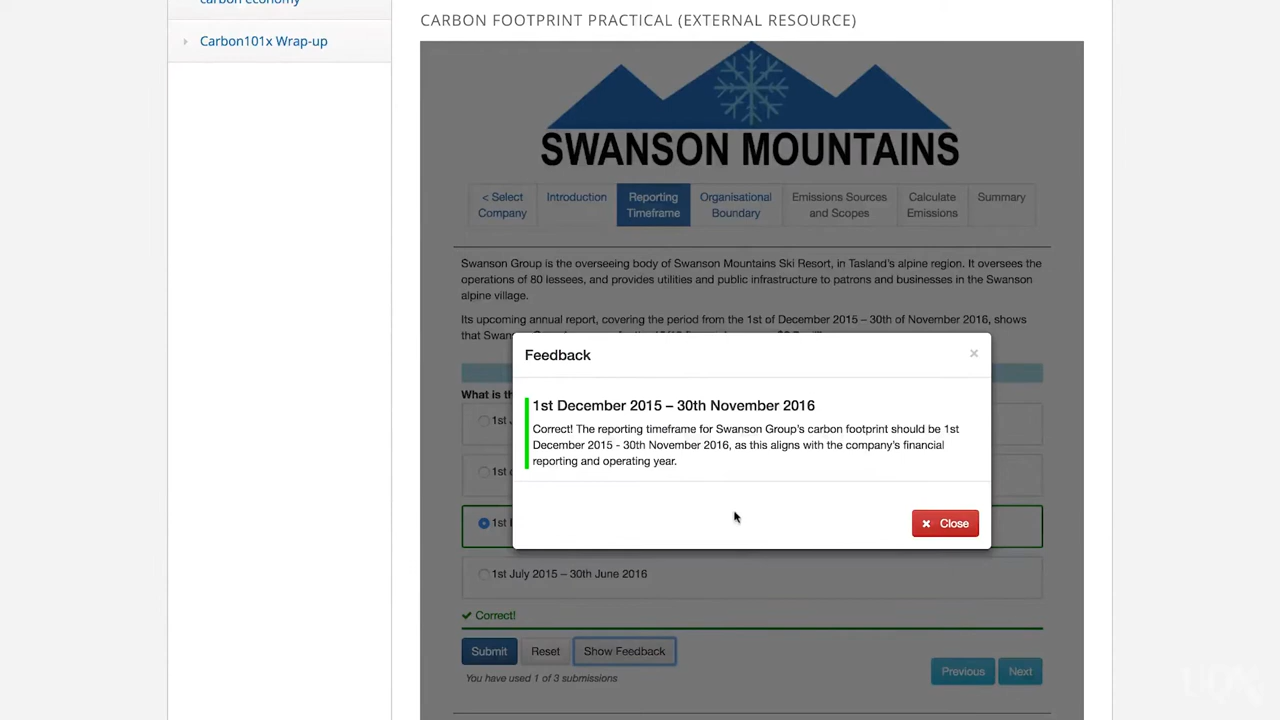 carbon economy
Carbon101x Wrap-up
CARBON FOOTPRINT PRACTICAL (EXTERNAL RESOURCE)
SWANSON MOUNTAINS
< Select Company
Introduction
Reporting Timeframe
Organisational Boundary
Emissions Sources and Scopes
Calculate Emissions
Summary
Swanson Group is the overseeing body of Swanson Mountains Ski Resort, in Tasland's alpine region. It oversees the
operations of 80 lessees, and provides utilities and public infrastructure to patrons and businesses in the Swanson
alpine village.
Its upcoming annual report, covering the period from the 1st of December 2015 – 30th of November 2016, shows
that Swan
Feedback
×
What is th
1st December 2015 – 30th November 2016
Correct! The reporting timeframe for Swanson Group's carbon footprint should be 1st
December 2015 - 30th November 2016, as this aligns with the company's financial
reporting and operating year.
1st
1st
1st
Close
1st July 2015 – 30th June 2016
Correct!
Submit
Reset
Show Feedback
Previous
Next
You have used 1 of 3 submissions
UQx